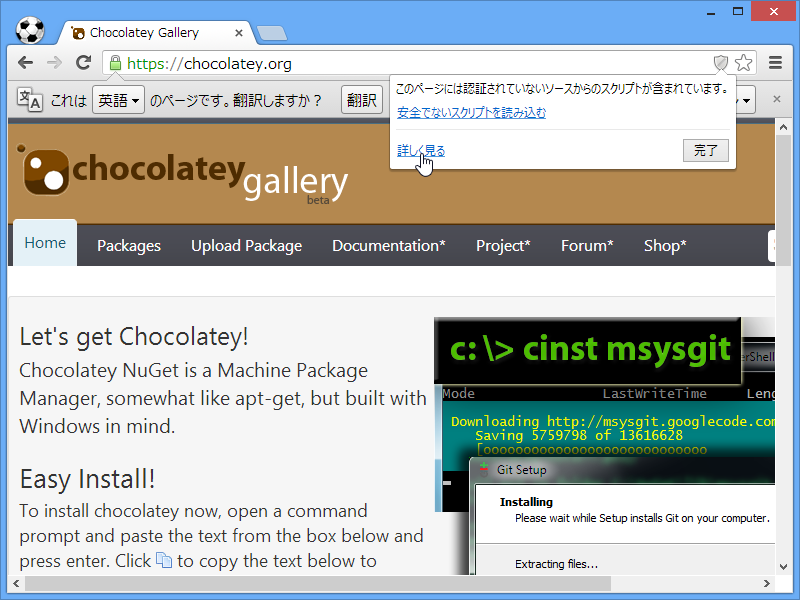 Chocolatey Gallery
https://chocolatey.org
これは 英語 のページです。翻訳しますか? 翻訳
このページには認証されていないソースからのスクリプトが含まれています。
安全でないスクリプトを読み込む
詳しく見る
完了
chocolatey
gallery
beta
Home Packages Upload Package Documentation* Project* Forum* Shop*
Let's get Chocolatey!
Chocolatey NuGet is a Machine Package
Manager, somewhat like apt-get, but built with
Windows in mind.
Easy Install!
To install chocolatey now, open a command
prompt and paste the text from the box below and
press enter. Click to copy the text below to
c:\> cinst msysgit
erShell
Mode LastWriteTime Leng
Downloading http://msysgit.googlecode.com
Saving 5759798 of 13616628
Git Setup
Installing
Please wait while Setup installs Git on your computer.
Extracting files...